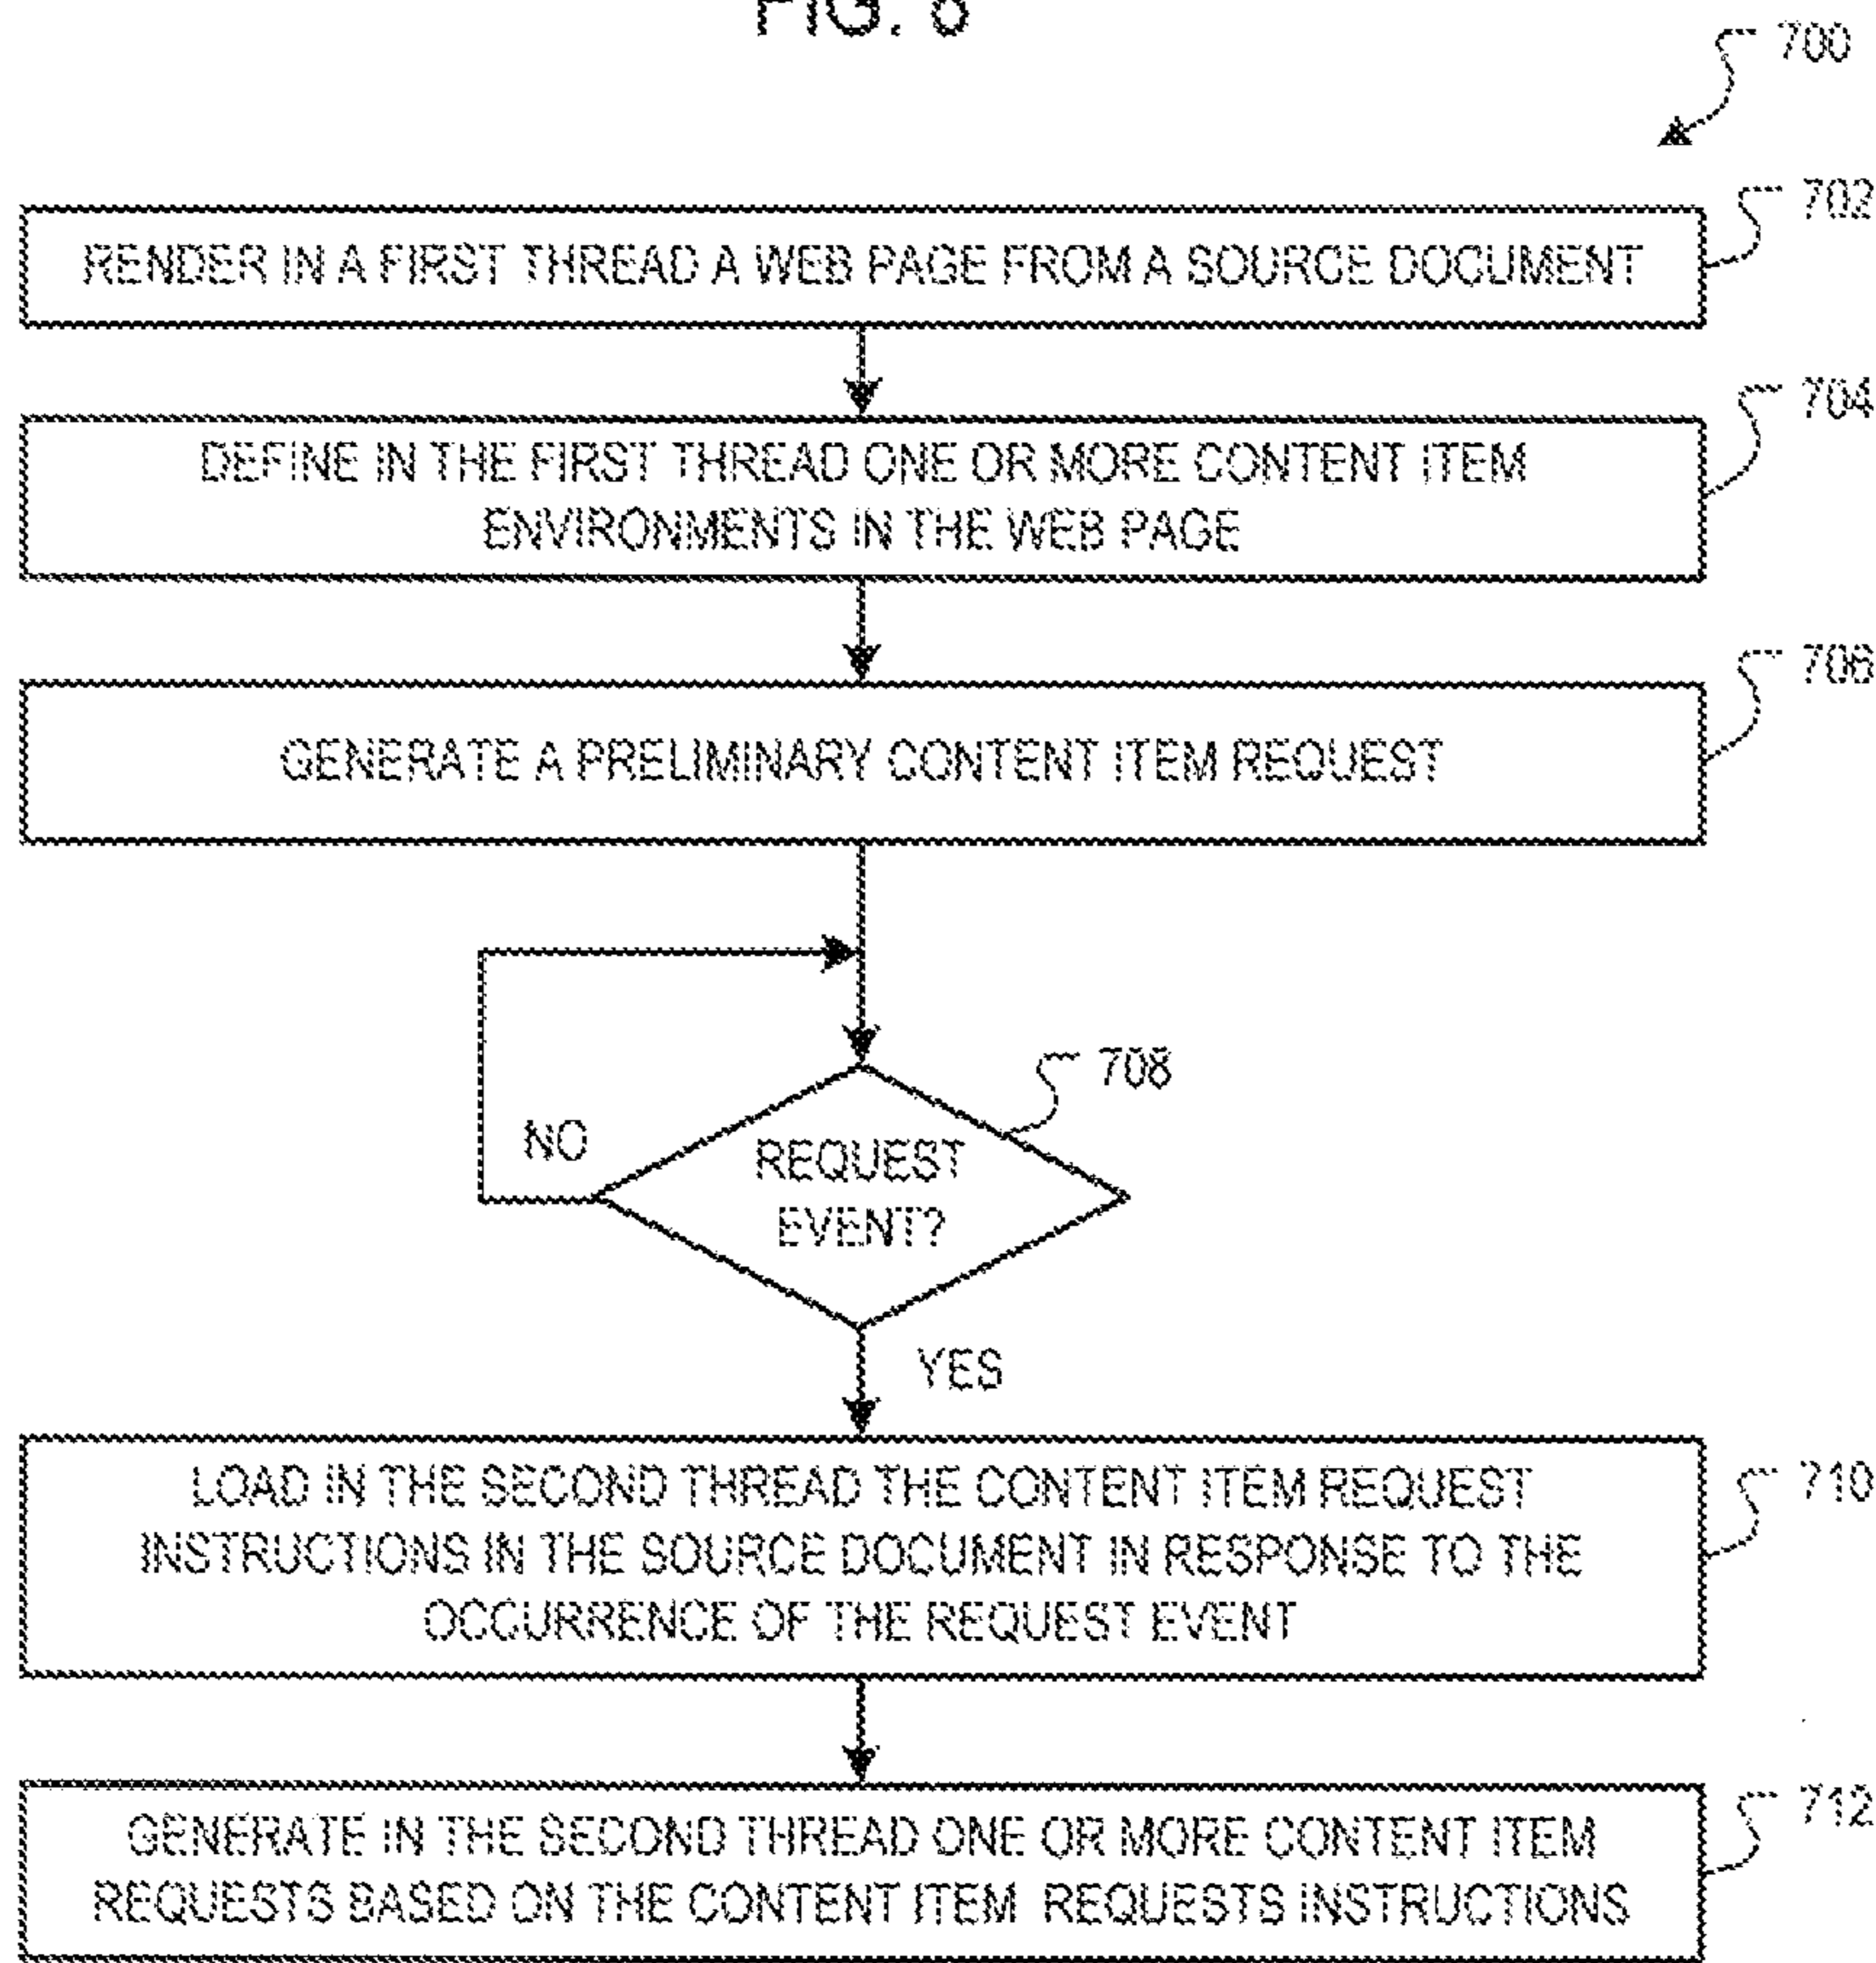 FIG. 8
700
702
RENDER IN A FIRST THREAD A WEB PAGE FROM A SOURCE DOCUMENT
704
DEFINE IN THE FIRST THREAD ONE OR MORE CONTENT ITEM
ENVIRONMENTS IN THE WEB PAGE
706
GENERATE A PRELIMINARY CONTENT ITEM REQUEST
708
NO
REQUEST
EVENT?
YES
710
LOAD IN THE SECOND THREAD THE CONTENT ITEM REQUEST
INSTRUCTIONS IN THE SOURCE DOCUMENT IN RESPONSE TO THE
OCCURRENCE OF THE REQUEST EVENT
712
GENERATE IN THE SECOND THREAD ONE OR MORE CONTENT ITEM
REQUESTS BASED ON THE CONTENT ITEM REQUESTS INSTRUCTIONS